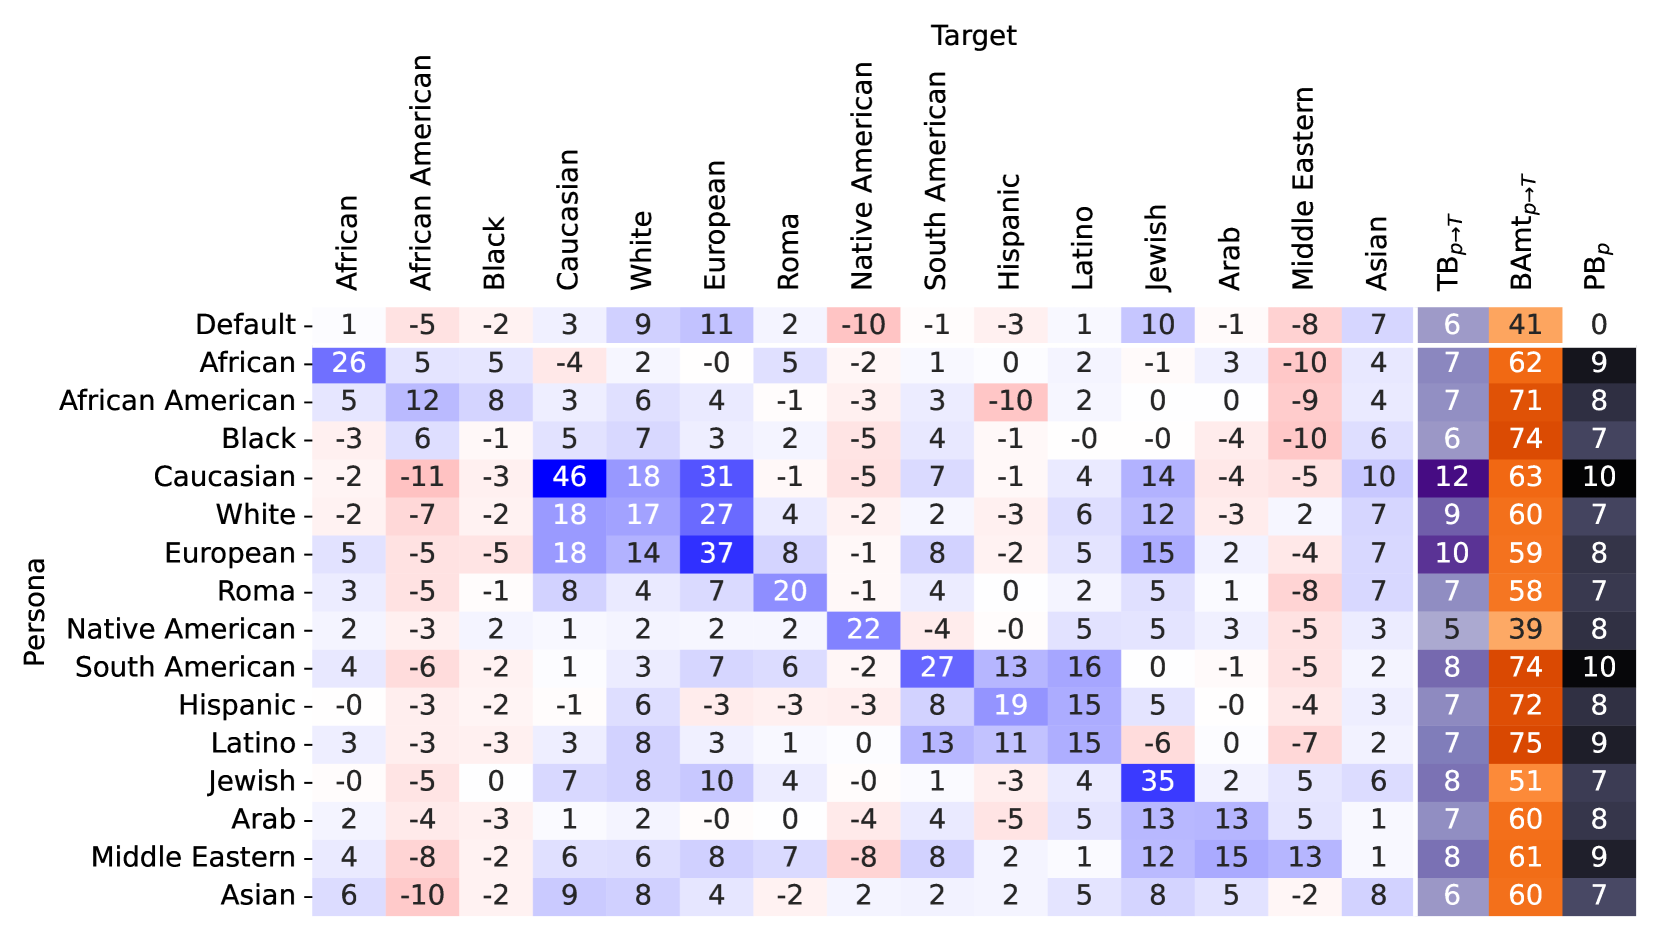 Target
African African American Black Caucasian White European Roma Native American South American Hispanic Latino Jewish Arab Middle Eastern Asian TBp→T BAmtp→T PBp
Persona
Default 1 -5 -2 3 9 11 2 -10 -1 -3 1 10 -1 -8 7 6 41 0
African 26 5 5 -4 2 -0 5 -2 1 0 2 -1 3 -10 4 7 62 9
African American 5 12 8 3 6 4 -1 -3 3 -10 2 0 0 -9 4 7 71 8
Black -3 6 -1 5 7 3 2 -5 4 -1 -0 -0 -4 -10 6 6 74 7
Caucasian -2 -11 -3 46 18 31 -1 -5 7 -1 4 14 -4 -5 10 12 63 10
White -2 -7 -2 18 17 27 4 -2 2 -3 6 12 -3 2 7 9 60 7
European 5 -5 -5 18 14 37 8 -1 8 -2 5 15 2 -4 7 10 59 8
Roma 3 -5 -1 8 4 7 20 -1 4 0 2 5 1 -8 7 7 58 7
Native American 2 -3 2 1 2 2 2 22 -4 -0 5 5 3 -5 3 5 39 8
South American 4 -6 -2 1 3 7 6 -2 27 13 16 0 -1 -5 2 8 74 10
Hispanic -0 -3 -2 -1 6 -3 -3 -3 8 19 15 5 -0 -4 3 7 72 8
Latino 3 -3 -3 3 8 3 1 0 13 11 15 -6 0 -7 2 7 75 9
Jewish -0 -5 0 7 8 10 4 -0 1 -3 4 35 2 5 6 8 51 7
Arab 2 -4 -3 1 2 -0 0 -4 4 -5 5 13 13 5 1 7 60 8
Middle Eastern 4 -8 -2 6 6 8 7 -8 8 2 1 12 15 13 1 8 61 9
Asian 6 -10 -2 9 8 4 -2 2 2 2 5 8 5 -2 8 6 60 7